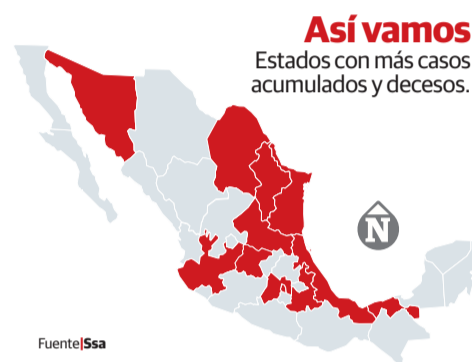 Así vamos
Estados con más casos
acumulados y decesos.
N
Fuente|Ssa